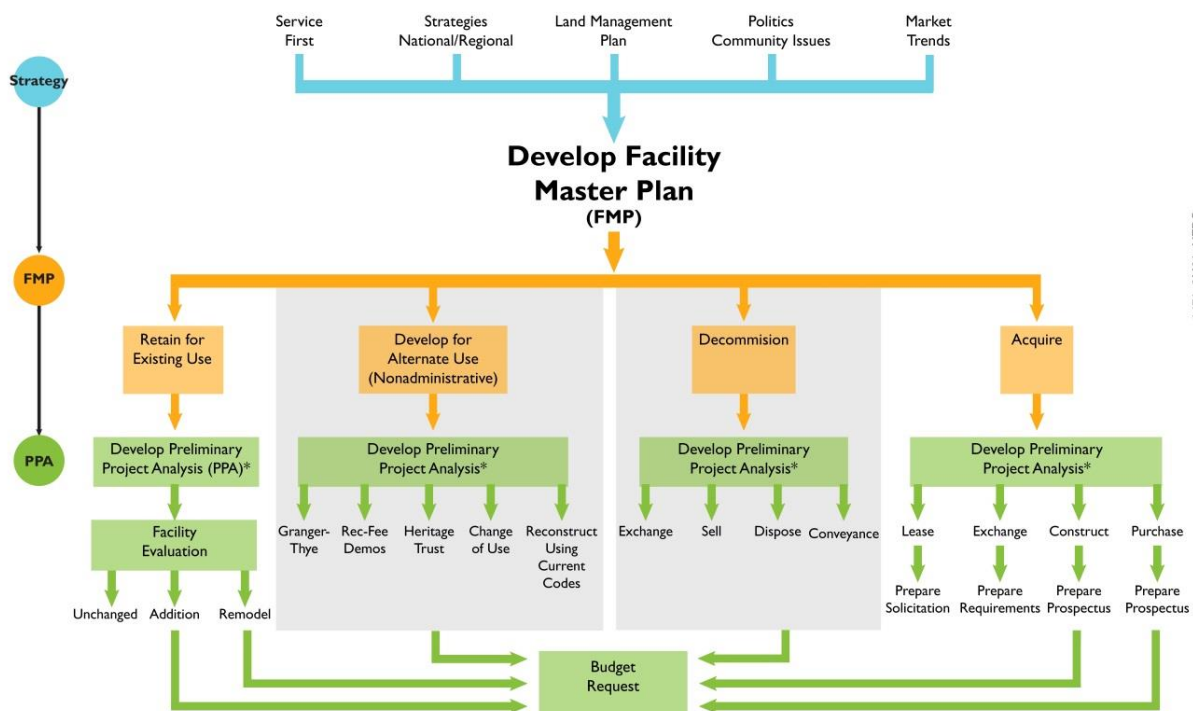 Service
First
Strategies
National/Regional
Land Management
Plan
Politics
Community Issues
Market
Trends
Strategy
Develop Facility
Master Plan
(FMP)
FMP
Retain for
Existing Use
Develop for
Alternate Use
(Nonadministrative)
Decommision
Acquire
PPA
Develop Preliminary
Project Analysis (PPA)*
Develop Preliminary
Project Analysis*
Develop Preliminary
Project Analysis*
Develop Preliminary
Project Analysis*
Facility
Evaluation
Granger-
Thye
Rec-Fee
Demos
Heritage
Trust
Change
of Use
Reconstruct
Using
Current
Codes
Exchange
Sell
Dispose
Conveyance
Lease
Exchange
Construct
Purchase
Unchanged
Addition
Remodel
Prepare
Solicitation
Prepare
Requirements
Prepare
Prospectus
Prepare
Prospectus
Budget
Request